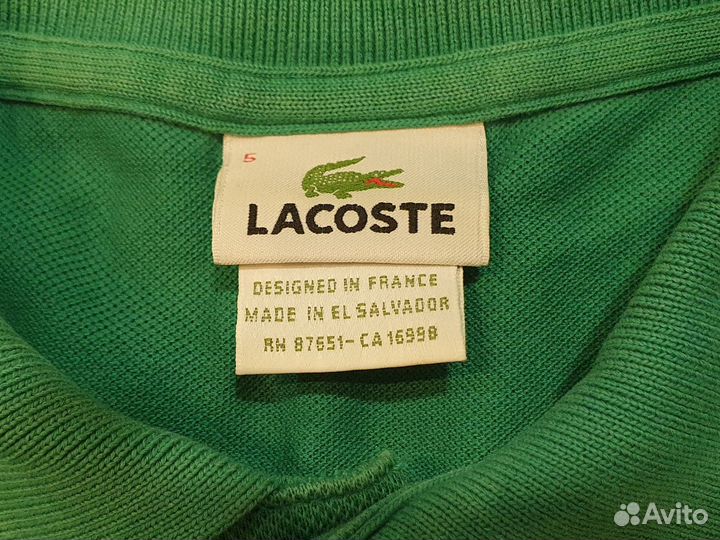 5
LACOSTE
DESIGNED IN FRANCE
MADE IN EL SALVADOR
RN 87651-CA 16998
Avito